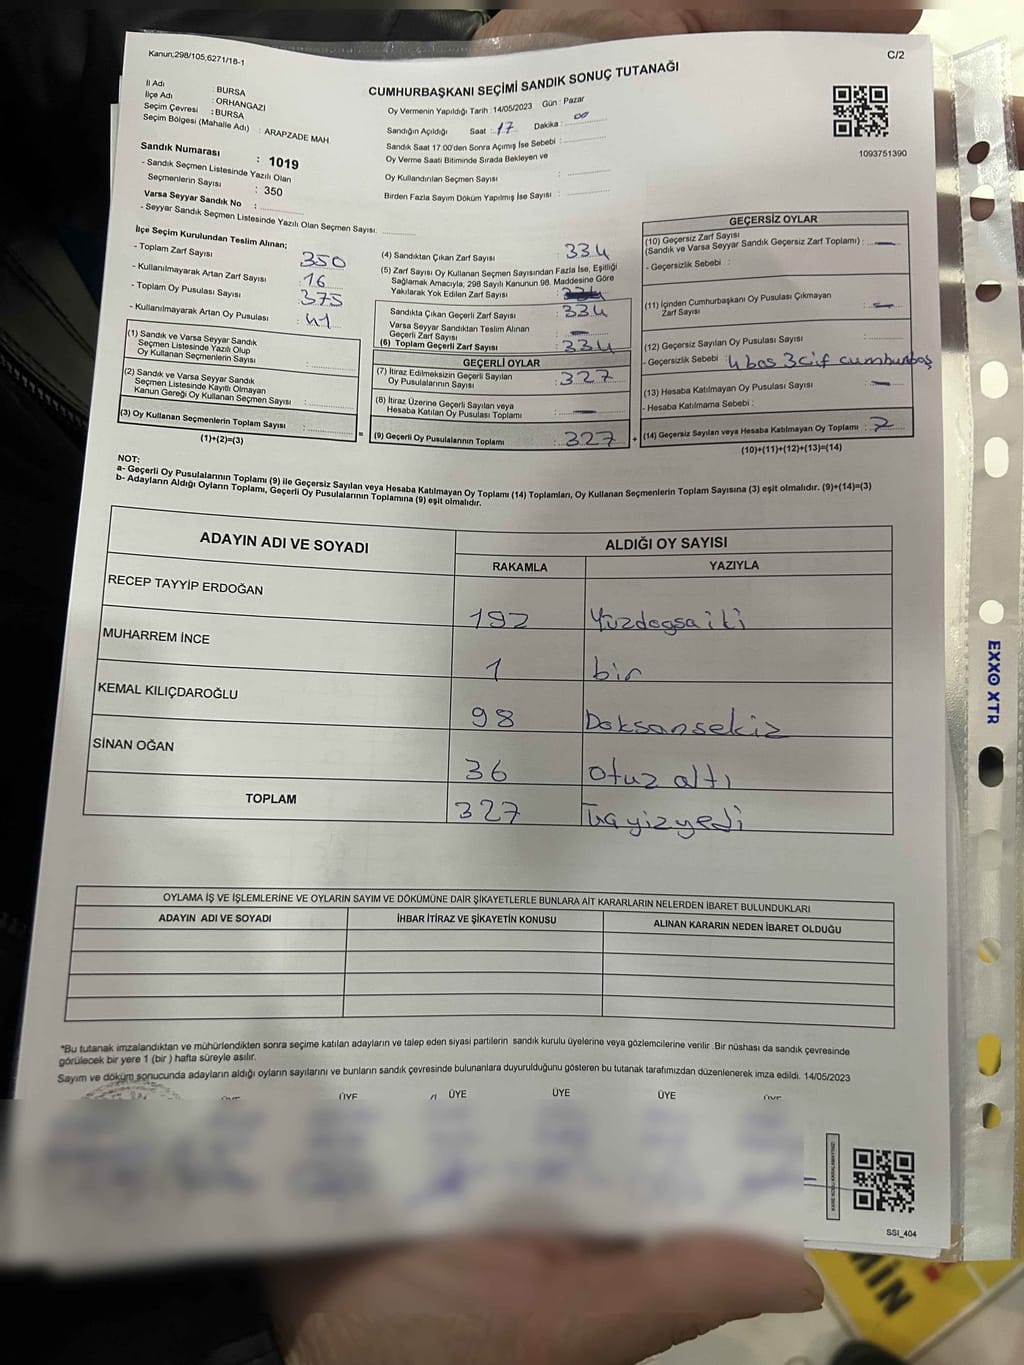 Kanun;298/105,6271/18-1
C/2
CUMHURBAŞKANI SEÇİMİ SANDIK SONUÇ TUTANAĞI
İl Adı : BURSA
İlçe Adı : ORHANGAZİ
Seçim Çevresi : BURSA
Seçim Bölgesi (Mahalle Adı) : ARAPZADE MAH.
Sandık Numarası : 1019
- Sandık Seçmen Listesinde Yazılı Olan
Seçmenlerin Sayısı : 350
Varsa Seyyar Sandık No :
- Seyyar Sandık Seçmen Listesinde Yazılı Olan Seçmen Sayısı:
Oy Vermenin Yapıldığı Tarih : 14/05/2023 Gün : Pazar
Sandığın Açıldığı Saat : 17 Dakika : 00
Sandık Saat 17:00'den Sonra Açımış İse Sebebi :
Oy Verme Saati Bitiminde Sırada Bekleyen ve
Oy Kullandırılan Seçmen Sayısı :
Birden Fazla Sayım Döküm Yapılmış İse Sayısı :
1093751390
İlçe Seçim Kurulundan Teslim Alınan;
- Toplam Zarf Sayısı : 350
- Kullanılmayarak Artan Zarf Sayısı : 16
- Toplam Oy Pusulası Sayısı : 375
- Kullanılmayarak Artan Oy Pusulası : 41
(1) Sandık ve Varsa Seyyar Sandık
Seçmen Listesinde Yazılı Olup
Oy Kullanan Seçmenlerin Sayısı :
(2) Sandık ve Varsa Seyyar Sandık
Seçmen Listesinde Kayıtlı Olmayan
Kanun Gereği Oy Kullanan Seçmen Sayısı :
(3) Oy Kullanan Seçmenlerin Toplam Sayısı :
(1)+(2)=(3)
(4) Sandıktan Çıkan Zarf Sayısı : 334
(5) Zarf Sayısı Oy Kullanan Seçmen Sayısından Fazla İse, Eşitliği
Sağlamak Amacıyla; 298 Sayılı Kanunun 98. Maddesine Göre
Yakılarak Yok Edilen Zarf Sayısı :
Sandıkta Çıkan Geçerli Zarf Sayısı : 334
Varsa Seyyar Sandıktan Teslim Alınan
Geçerli Zarf Sayısı : —
(6) Toplam Geçerli Zarf Sayısı : 334
GEÇERLİ OYLAR
(7) İtiraz Edilmeksizin Geçerli Sayılan
Oy Pusulalarının Sayısı : 327
(8) İtiraz Üzerine Geçerli Sayılan veya
Hesaba Katılan Oy Pusulası Toplamı : —
= (9) Geçerli Oy Pusulalarının Toplamı : 327
GEÇERSİZ OYLAR
(10) Geçersiz Zarf Sayısı
(Sandık ve Varsa Seyyar Sandık Geçersiz Zarf Toplamı) : —
- Geçersizlik Sebebi :
(11) İçinden Cumhurbaşkanı Oy Pusulası Çıkmayan
Zarf Sayısı : —
(12) Geçersiz Sayılan Oy Pusulası Sayısı :
- Geçersizlik Sebebi : 4 bos 3 cif cumhurbaş
(13) Hesaba Katılmayan Oy Pusulası Sayısı : —
- Hesaba Katılmama Sebebi :
+ (14) Geçersiz Sayılan veya Hesaba Katılmayan Oy Toplamı : 7
(10)+(11)+(12)+(13)=(14)
NOT:
a- Geçerli Oy Pusulalarının Toplamı (9) ile Geçersiz Sayılan veya Hesaba Katılmayan Oy Toplamı (14) Toplamları, Oy Kullanan Seçmenlerin Toplam Sayısına (3) eşit olmalıdır. (9)+(14)=(3)
b- Adayların Aldığı Oyların Toplamı, Geçerli Oy Pusulalarının Toplamına (9) eşit olmalıdır.
ADAYIN ADI VE SOYADI
ALDIĞI OY SAYISI
RAKAMLA YAZIYLA
RECEP TAYYİP ERDOĞAN 192 Yüzdogsaiki
MUHARREM İNCE 1 bir
KEMAL KILIÇDAROĞLU 98 Doksansekiz
SİNAN OĞAN 36 otuz altı
TOPLAM 327
OYLAMA İŞ VE İŞLEMLERİNE VE OYLARIN SAYIM VE DÖKÜMÜNE DAİR ŞİKAYETLERLE BUNLARA AİT KARARLARIN NELERDEN İBARET BULUNDUKLARI
ADAYIN ADI VE SOYADI İHBAR İTİRAZ VE ŞİKAYETİN KONUSU ALINAN KARARIN NEDEN İBARET OLDUĞU
*Bu tutanak imzalandıktan ve mühürlendikten sonra seçime katılan adayların ve talep eden siyasi partilerin sandık kurulu üyelerine veya gözlemcilerine verilir .Bir nüshası da sandık çevresinde
görülecek bir yere 1 (bir ) hafta süreyle asılır.
Sayım ve döküm sonucunda adayların aldığı oyların sayılarını ve bunların sandık çevresinde bulunanlara duyurulduğunu gösteren bu tutanak tarafımızdan düzenlenerek imza edildi. 14/05/2023
ÜYE ÜYE ÜYE ÜYE ÜYE ÜYE
SSI_404
EXXO XTR
MİN